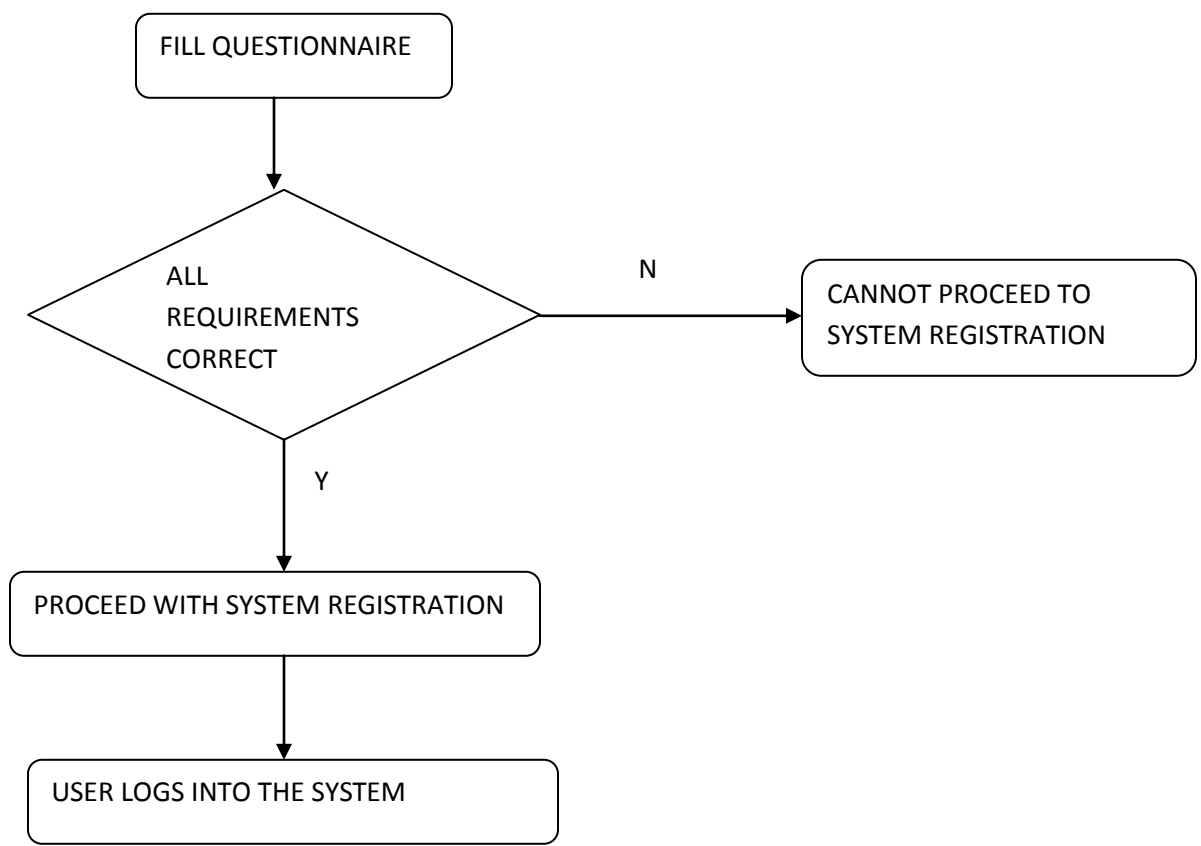 FILL QUESTIONNAIRE
ALL
REQUIREMENTS
CORRECT
N
CANNOT PROCEED TO
SYSTEM REGISTRATION
Y
PROCEED WITH SYSTEM REGISTRATION
USER LOGS INTO THE SYSTEM